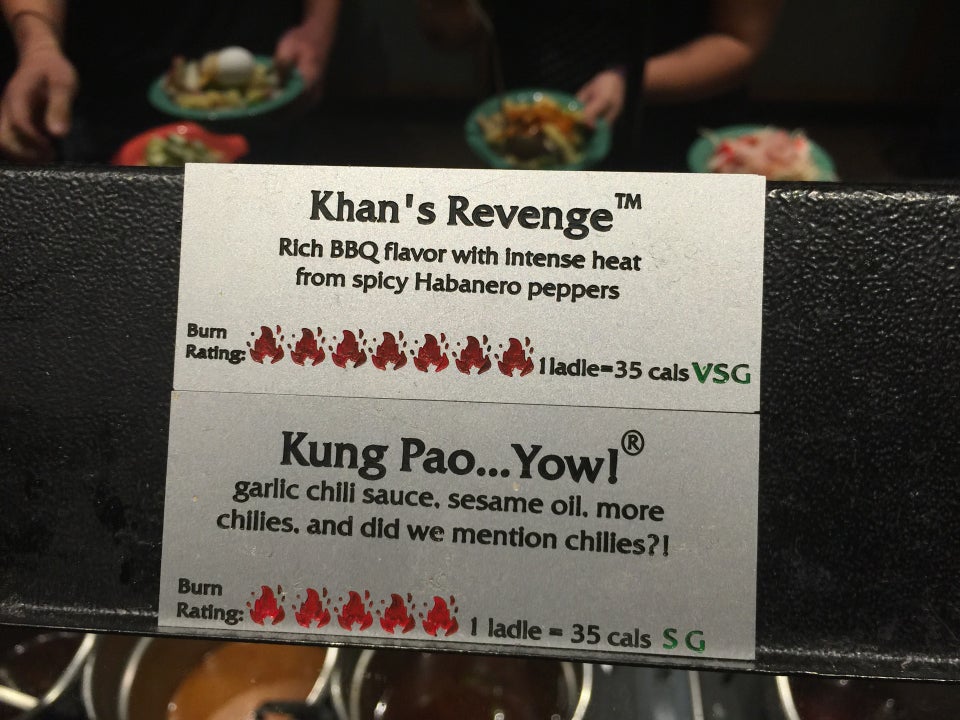 Khan's Revenge™
Rich BBQ flavor with intense heat
from spicy Habanero peppers
Burn
Rating: 1 ladle=35 cals VSG
Kung Pao...Yow!®
garlic chili sauce, sesame oil, more
chilies, and did we mention chilies?!
Burn
Rating: 1 ladle = 35 cals S G